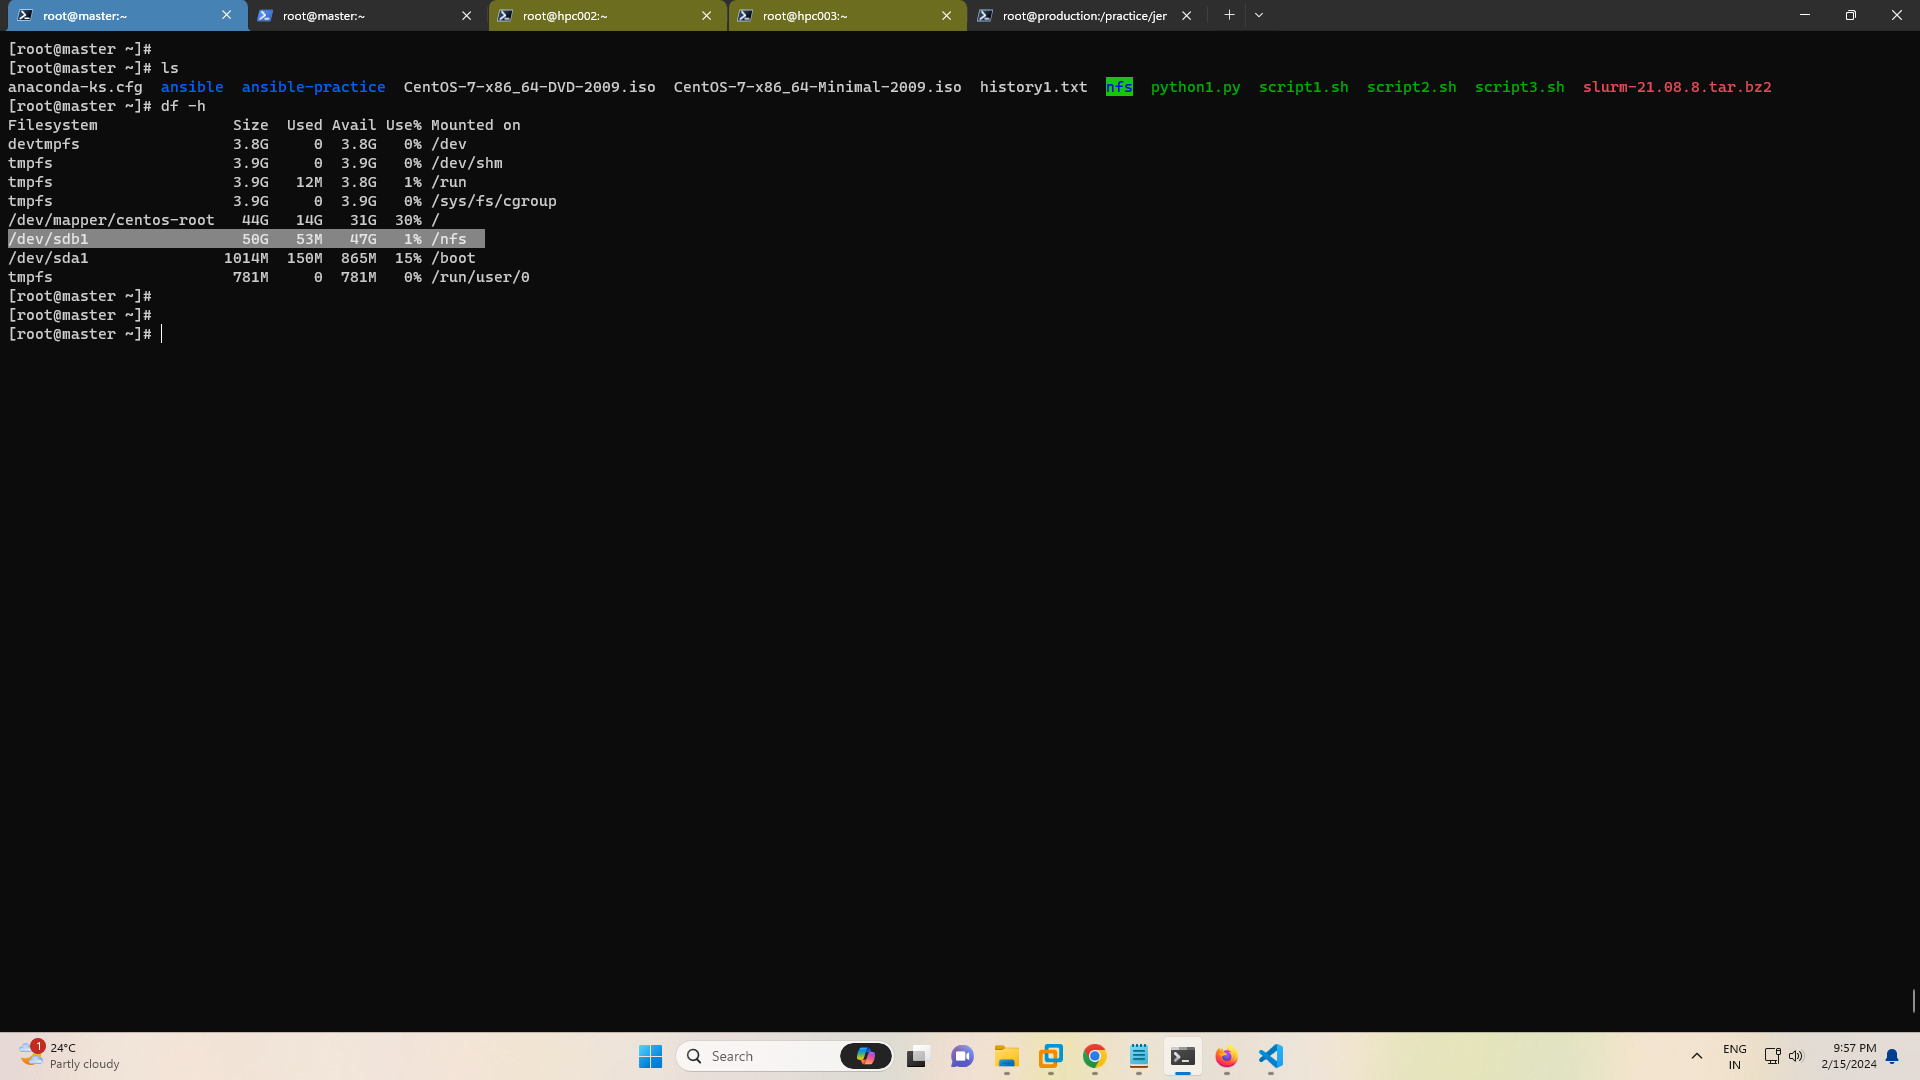 root@master:~ root@master:~ root@hpc002:~ root@hpc003:~ root@production:/practice/jer
[root@master ~]#
[root@master ~]# ls
anaconda-ks.cfg  ansible  ansible-practice  CentOS-7-x86_64-DVD-2009.iso  CentOS-7-x86_64-Minimal-2009.iso  history1.txt  nfs  python1.py  script1.sh  script2.sh  script3.sh  slurm-21.08.8.tar.bz2
[root@master ~]# df -h
Filesystem               Size  Used Avail Use% Mounted on
devtmpfs                 3.8G     0  3.8G   0% /dev
tmpfs                    3.9G     0  3.9G   0% /dev/shm
tmpfs                    3.9G   12M  3.8G   1% /run
tmpfs                    3.9G     0  3.9G   0% /sys/fs/cgroup
/dev/mapper/centos-root   44G   14G   31G  30% /
/dev/sdb1                 50G   53M   47G   1% /nfs
/dev/sda1               1014M  150M  865M  15% /boot
tmpfs                    781M     0  781M   0% /run/user/0
[root@master ~]#
[root@master ~]#
[root@master ~]#
1
24°C
Partly cloudy
Search
ENG
IN
9:57 PM
2/15/2024